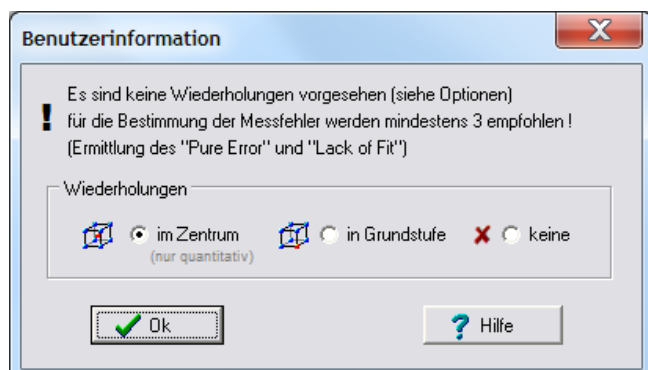 Benutzerinformation
Es sind keine Wiederholungen vorgesehen (siehe Optionen)
für die Bestimmung der Messfehler werden mindestens 3 empfohlen !
(Ermittlung des "Pure Error" und "Lack of Fit")
Wiederholungen
im Zentrum in Grundstufe keine
(nur quantitativ)
Ok Hilfe